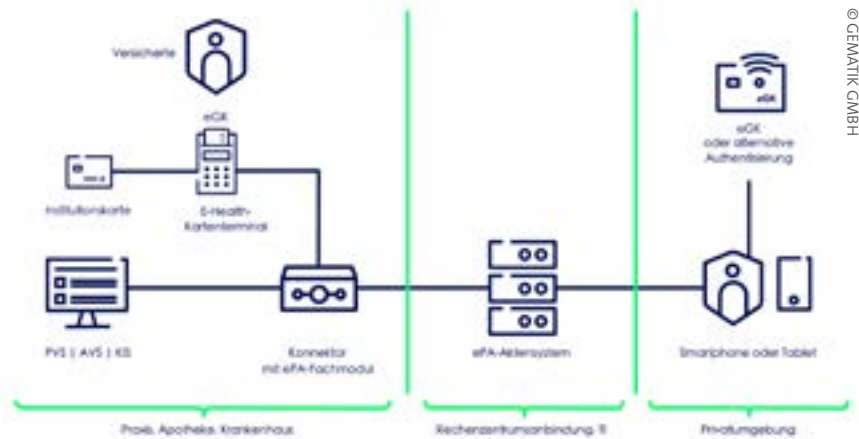 Versicherte
eGK
Institutionskarte
E-Health-
Kartenterminal
PVS | AVS | KIS
Konnektor
mit ePA-Fachmodul
ePA-Aktensystem
eGK
eGK
oder alternative
Authentisierung
Smartphone oder Tablet
Praxis, Apotheke, Krankenhaus
Rechenzentrumsanbindung, TI
Privatumgebung
© GEMATIK GMBH